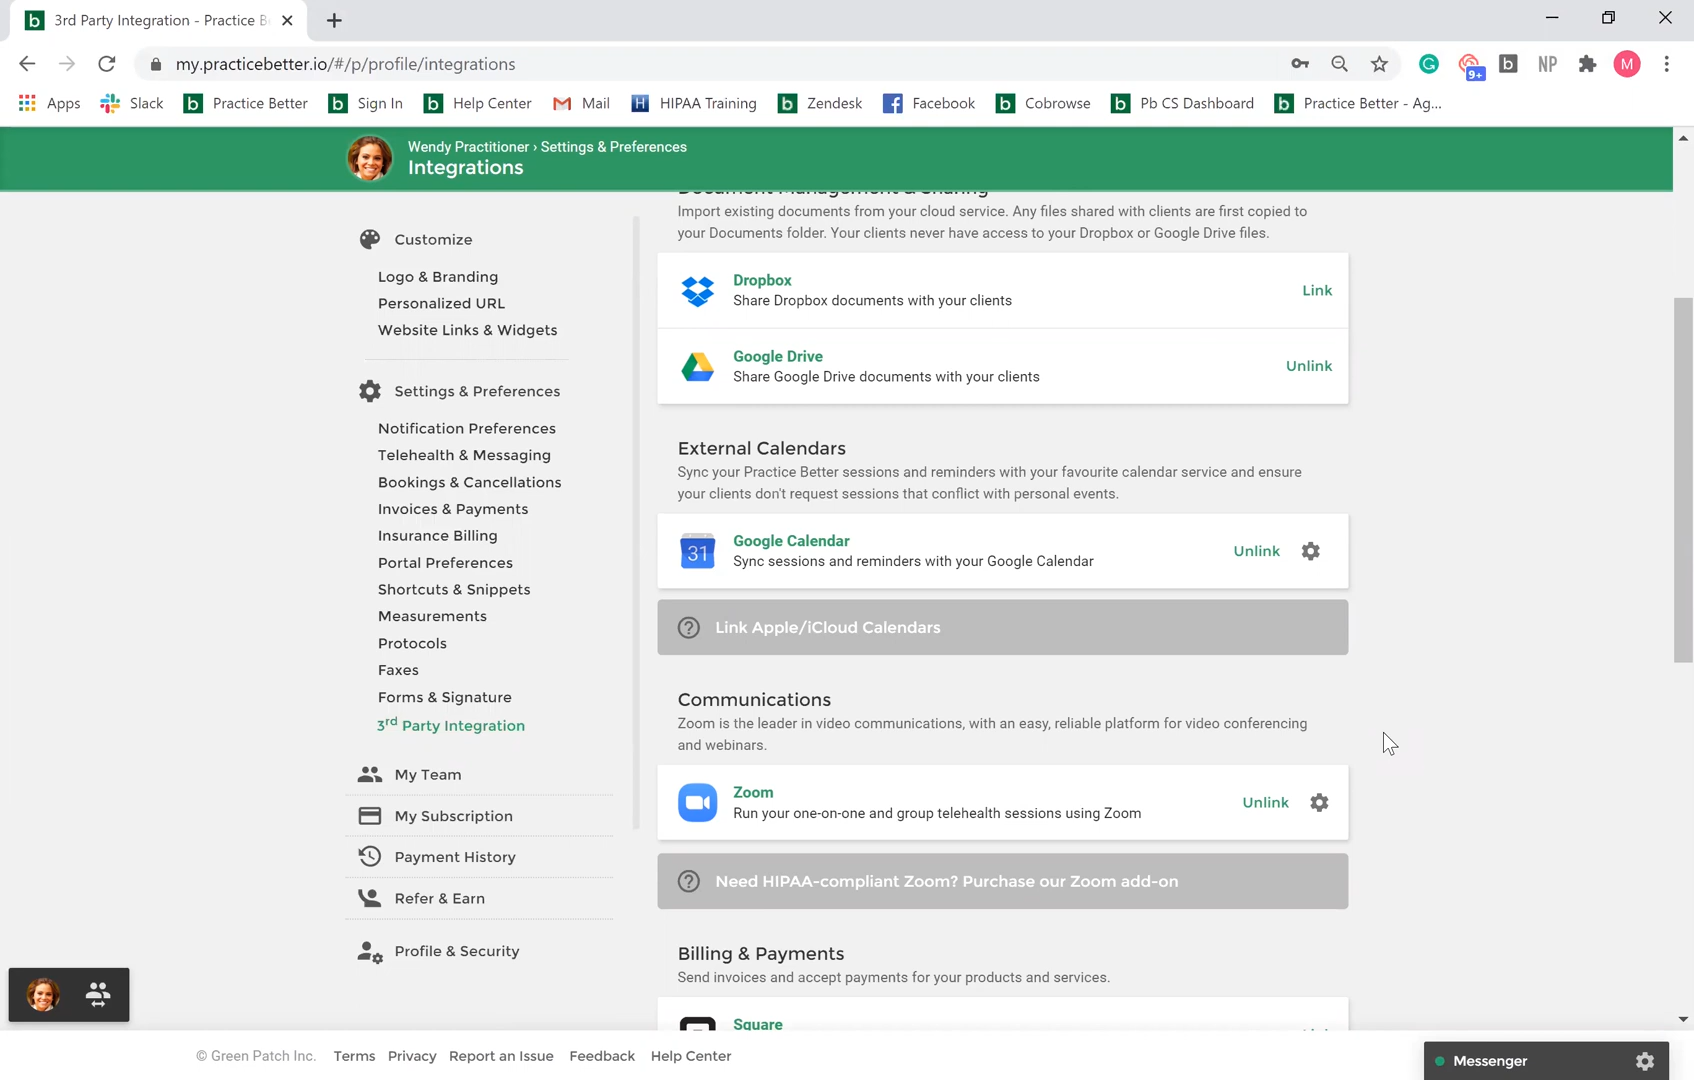 3rd Party Integration - Practice B
my.practicebetter.io/#/p/profile/integrations
9+
b
NP
M
Apps
Slack
Practice Better
Sign In
Help Center
Mail
HIPAA Training
Zendesk
Facebook
Cobrowse
Pb CS Dashboard
Practice Better - Ag...
Wendy Practitioner › Settings & Preferences
Integrations
Customize
Logo & Branding
Personalized URL
Website Links & Widgets
Settings & Preferences
Notification Preferences
Telehealth & Messaging
Bookings & Cancellations
Invoices & Payments
Insurance Billing
Portal Preferences
Shortcuts & Snippets
Measurements
Protocols
Faxes
Forms & Signature
3rd Party Integration
My Team
My Subscription
Payment History
Refer & Earn
Profile & Security
Document Management & Sharing
Import existing documents from your cloud service. Any files shared with clients are first copied to
your Documents folder. Your clients never have access to your Dropbox or Google Drive files.
Dropbox
Share Dropbox documents with your clients
Link
Google Drive
Share Google Drive documents with your clients
Unlink
External Calendars
Sync your Practice Better sessions and reminders with your favourite calendar service and ensure
your clients don't request sessions that conflict with personal events.
31
Google Calendar
Sync sessions and reminders with your Google Calendar
Unlink
Link Apple/iCloud Calendars
Communications
Zoom is the leader in video communications, with an easy, reliable platform for video conferencing
and webinars.
Zoom
Run your one-on-one and group telehealth sessions using Zoom
Unlink
Need HIPAA-compliant Zoom? Purchase our Zoom add-on
Billing & Payments
Send invoices and accept payments for your products and services.
Square
© Green Patch Inc.
Terms
Privacy
Report an Issue
Feedback
Help Center
Messenger